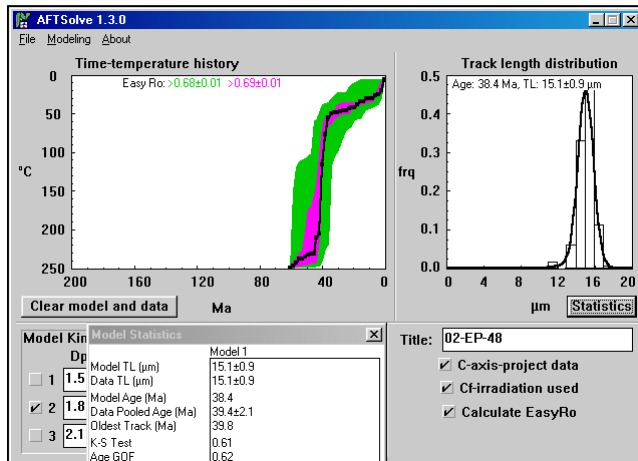 AFTSolve 1.3.0
File Modeling About
Time-temperature history
Easy Ro: >0.68±0.01 >0.69±0.01
0
50
100
°C
150
200
250
200 160 120 80 40 0
Ma
Clear model and data
Track length distribution
Age: 38.4 Ma, TL: 15.1±0.9 µm
0.5
0.4
0.3
frq
0.2
0.1
0.0
0 4 8 12 16 20
µm
Statistics
Model Kin
Dp
1 1.5
2 1.8
3 2.1
Model Statistics
Model 1
Model TL (µm) 15.1±0.9
Data TL (µm) 15.1±0.9
Model Age (Ma) 38.4
Data Pooled Age (Ma) 39.4±2.1
Oldest Track (Ma) 39.8
K-S Test 0.61
Age GOF 0.62
Title: 02-EP-48
C-axis-project data
Cf-irradiation used
Calculate EasyRo